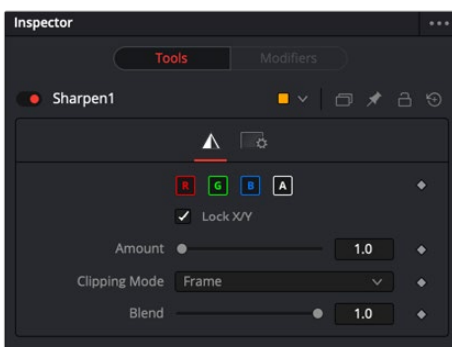 Inspector
Tools Modifiers
Sharpen1
R G B A
Lock X/Y
Amount 1.0
Clipping Mode Frame
Blend 1.0